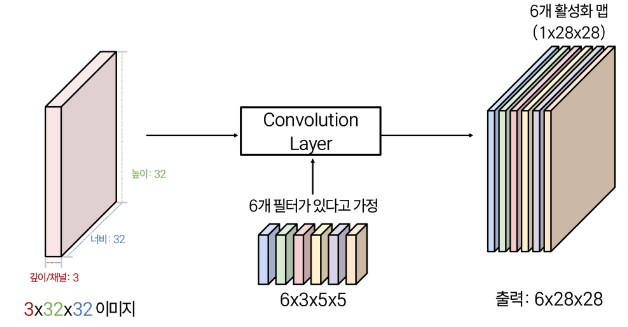 6개 활성화 맵
(1x28x28)
Convolution
Layer
높이: 32
6개 필터가 있다고 가정
너비: 32
깊이/채널: 3
6x3x5x5
출력: 6x28x28
3x32x32 이미지